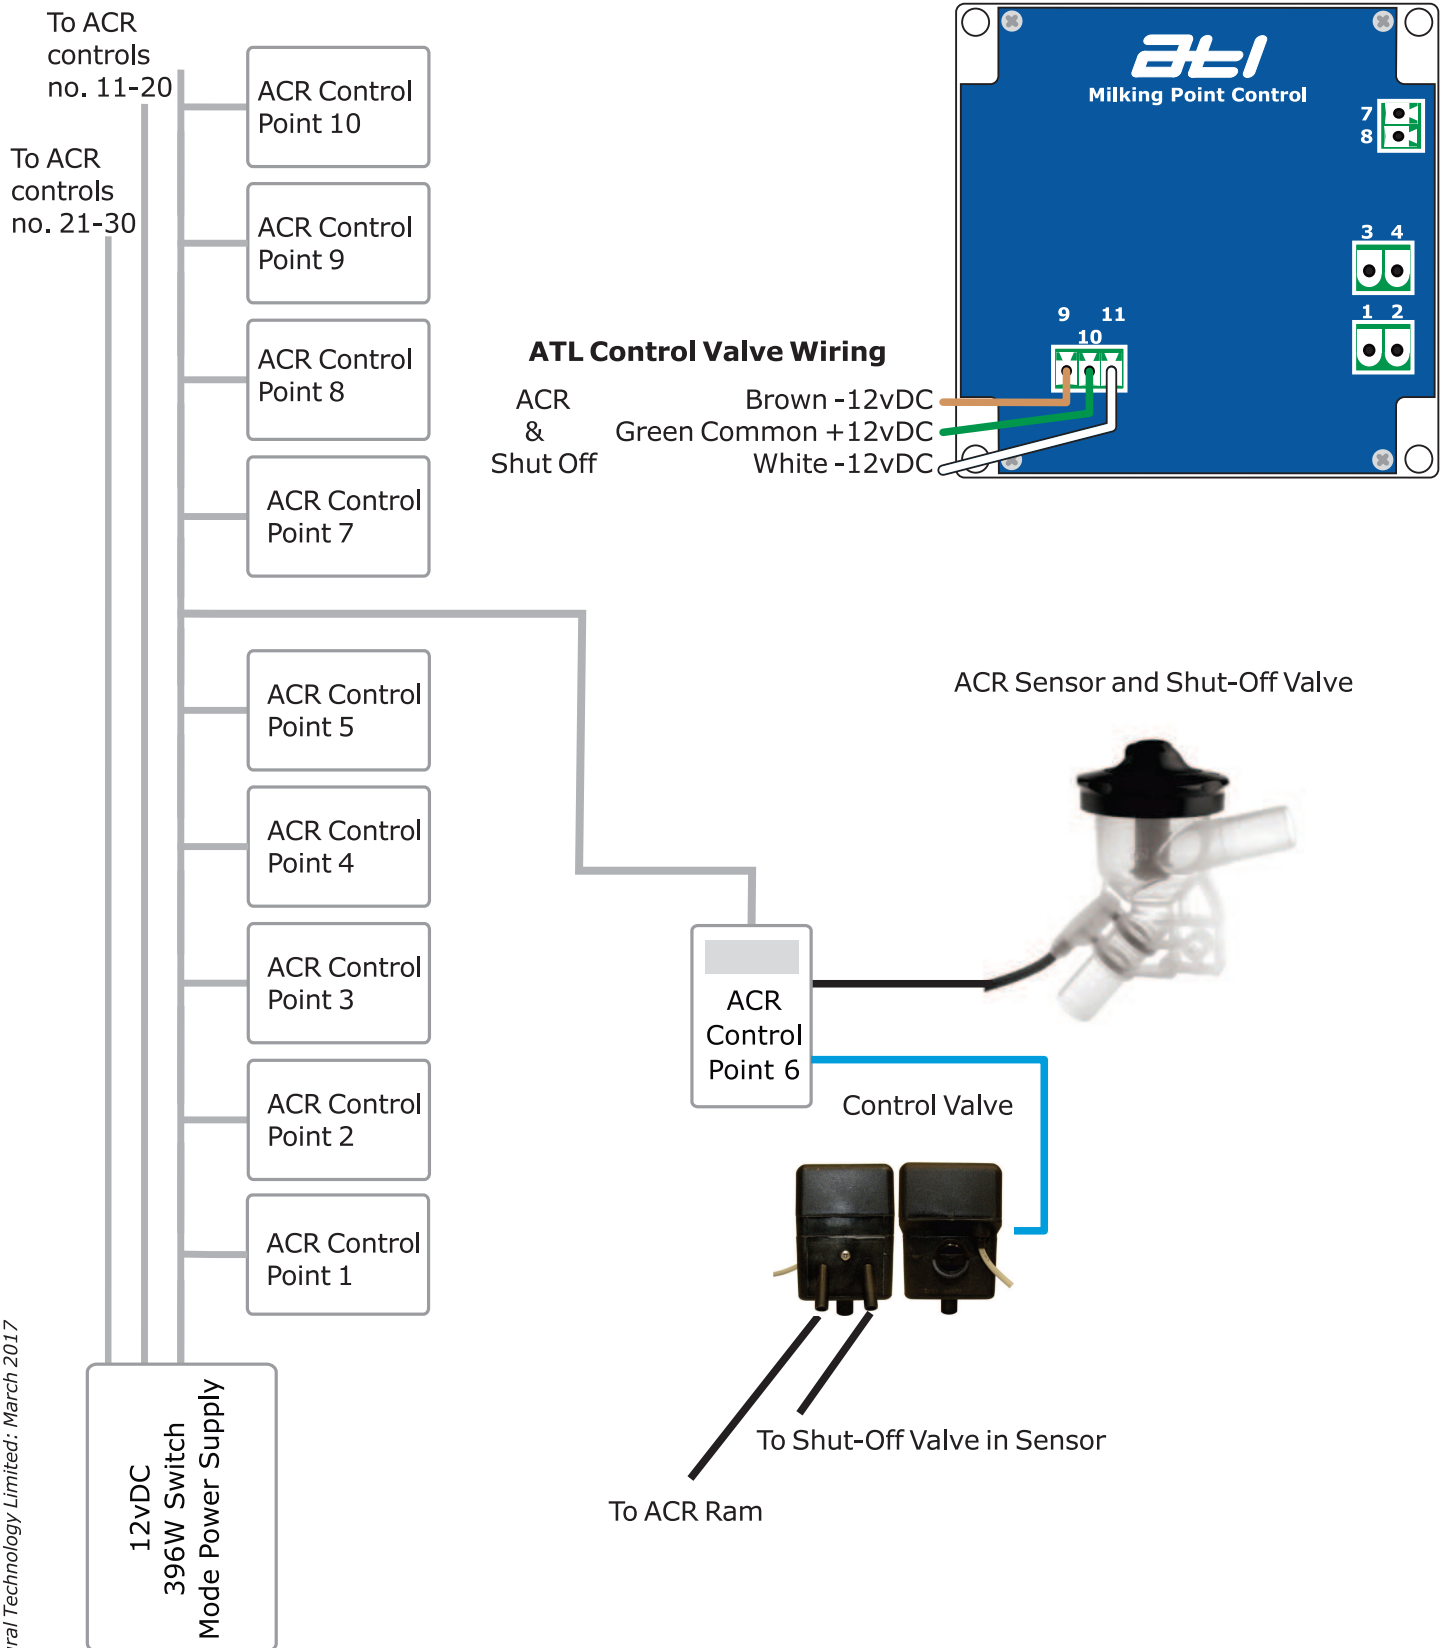 To ACR
controls
no. 11-20
To ACR
controls
no. 21-30
ACR Control
Point 10
ACR Control
Point 9
ACR Control
Point 8
ACR Control
Point 7
ACR Control
Point 5
ACR Control
Point 4
ACR Control
Point 3
ACR Control
Point 2
ACR Control
Point 1
12vDC
396W Switch
Mode Power Supply
atl
Milking Point Control
7
8
3 4
1 2
9 11
10
ATL Control Valve Wiring
ACR
&
Shut Off
Brown -12vDC
Green Common +12vDC
White -12vDC
ACR Sensor and Shut-Off Valve
ACR
Control
Point 6
Control Valve
To Shut-Off Valve in Sensor
To ACR Ram
Technology Limited: March 2017